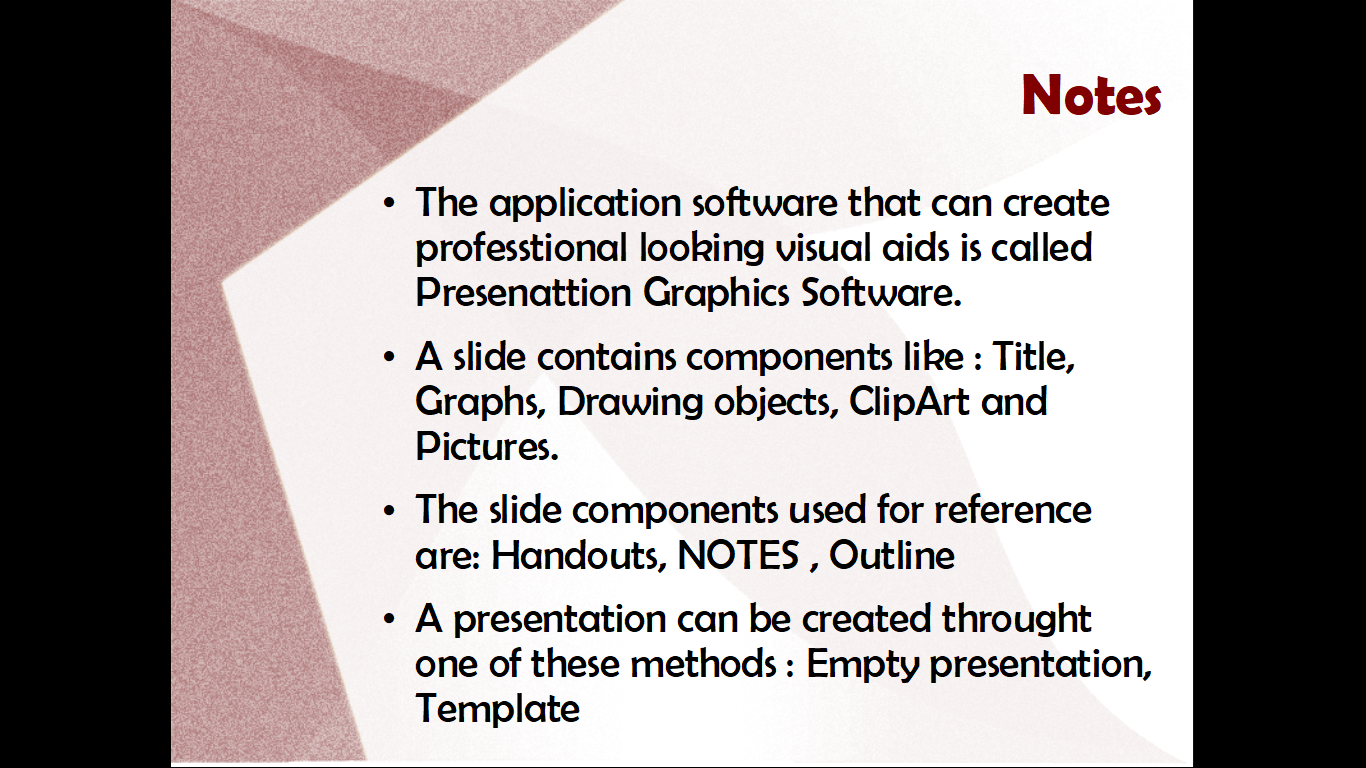 Notes
• The application software that can create
professtional looking visual aids is called
Presenattion Graphics Software.
• A slide contains components like : Title,
Graphs, Drawing objects, ClipArt and
Pictures.
• The slide components used for reference
are: Handouts, NOTES , Outline
• A presentation can be created throught
one of these methods : Empty presentation,
Template